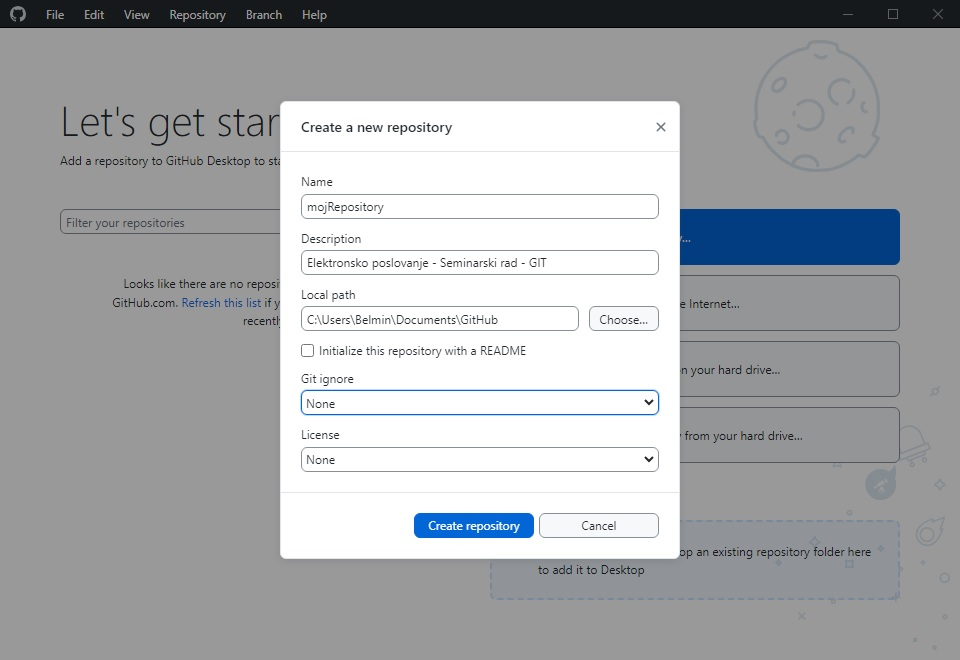 File Edit View Repository Branch Help
Let's get star
Add a repository to GitHub Desktop to sta
Filter your repositories
Looks like there are no reposi
GitHub.com. Refresh this list if y
recently
Create a new repository
Name
mojRepository
Description
Elektronsko poslovanje - Seminarski rad - GIT
Local path
C:\Users\Belmin\Documents\GitHub
Choose...
Initialize this repository with a README
Git ignore
None
License
None
Create repository Cancel
y...
e Internet...
n your hard drive...
y from your hard drive...
op an existing repository folder here
to add it to Desktop